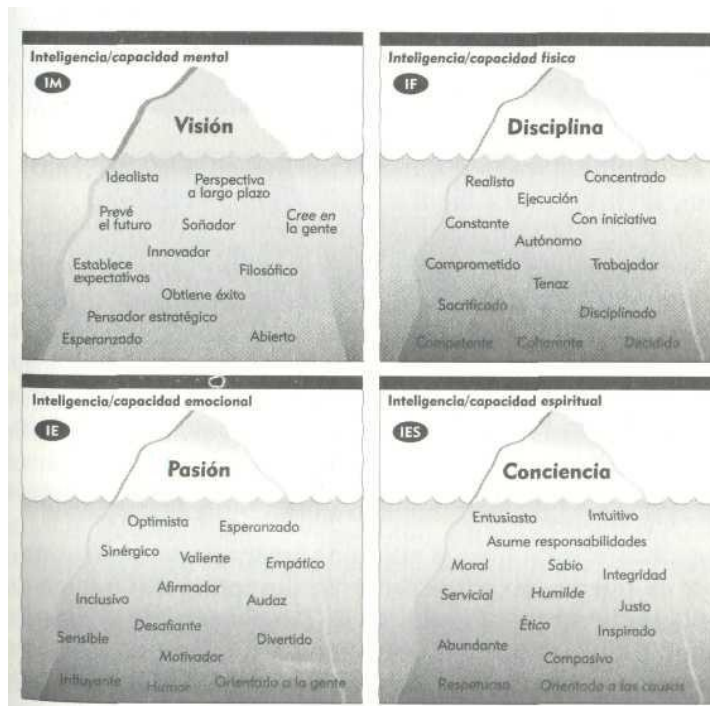 Inteligencia/capacidad mental
IM
Visión
Idealista
Perspectiva
a largo plazo
Prevé
el futuro
Soñador
Cree en
la gente
Innovador
Establece
expectativas
Filosófico
Obtiene éxito
Pensador estratégico
Esperanzado
Abierto
Inteligencia/capacidad física
IF
Disciplina
Realista
Concentrado
Ejecución
Constante
Con iniciativa
Autónomo
Comprometido
Trabajador
Tenaz
Sacrificado
Disciplinado
Competente
Coherente
Decidido
Inteligencia/capacidad emocional
IE
Pasión
Optimista
Esperanzado
Sinérgico
Valiente
Empático
Afirmador
Inclusivo
Audaz
Desafiante
Sensible
Divertido
Motivador
Influyente
Humor
Orientado a la gente
Inteligencia/capacidad espiritual
IES
Conciencia
Entusiasta
Intuitivo
Asume responsabilidades
Moral
Sabio
Integridad
Servicial
Humilde
Justo
Ético
Inspirado
Abundante
Compasivo
Respetuoso
Orientado a las causas